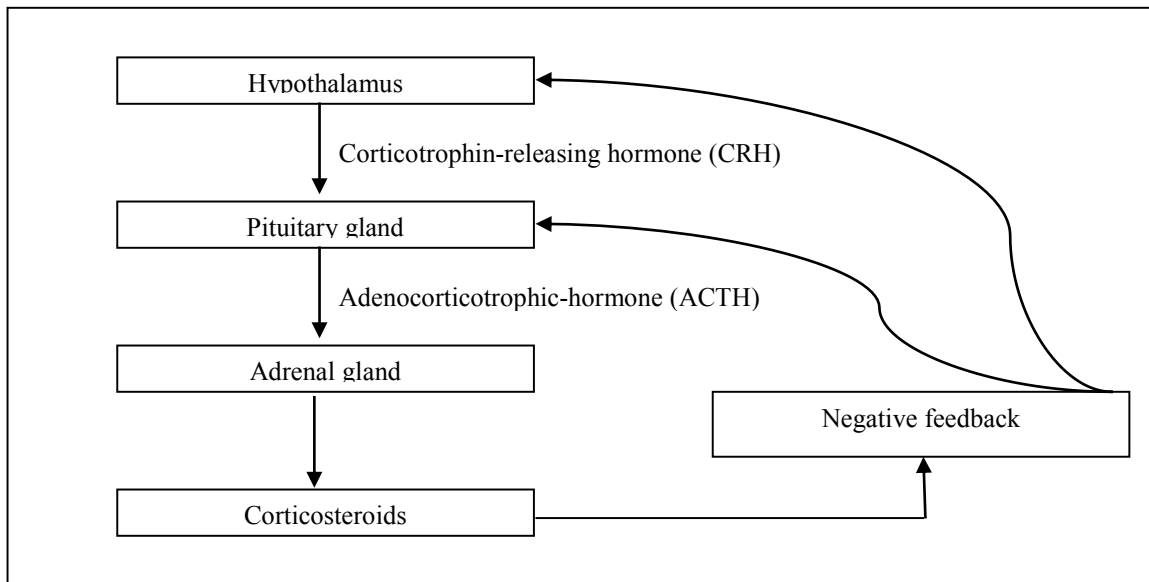 Hypothalamus
Corticotrophin-releasing hormone (CRH)
Pituitary gland
Adenocorticotrophic-hormone (ACTH)
Adrenal gland
Negative feedback
Corticosteroids